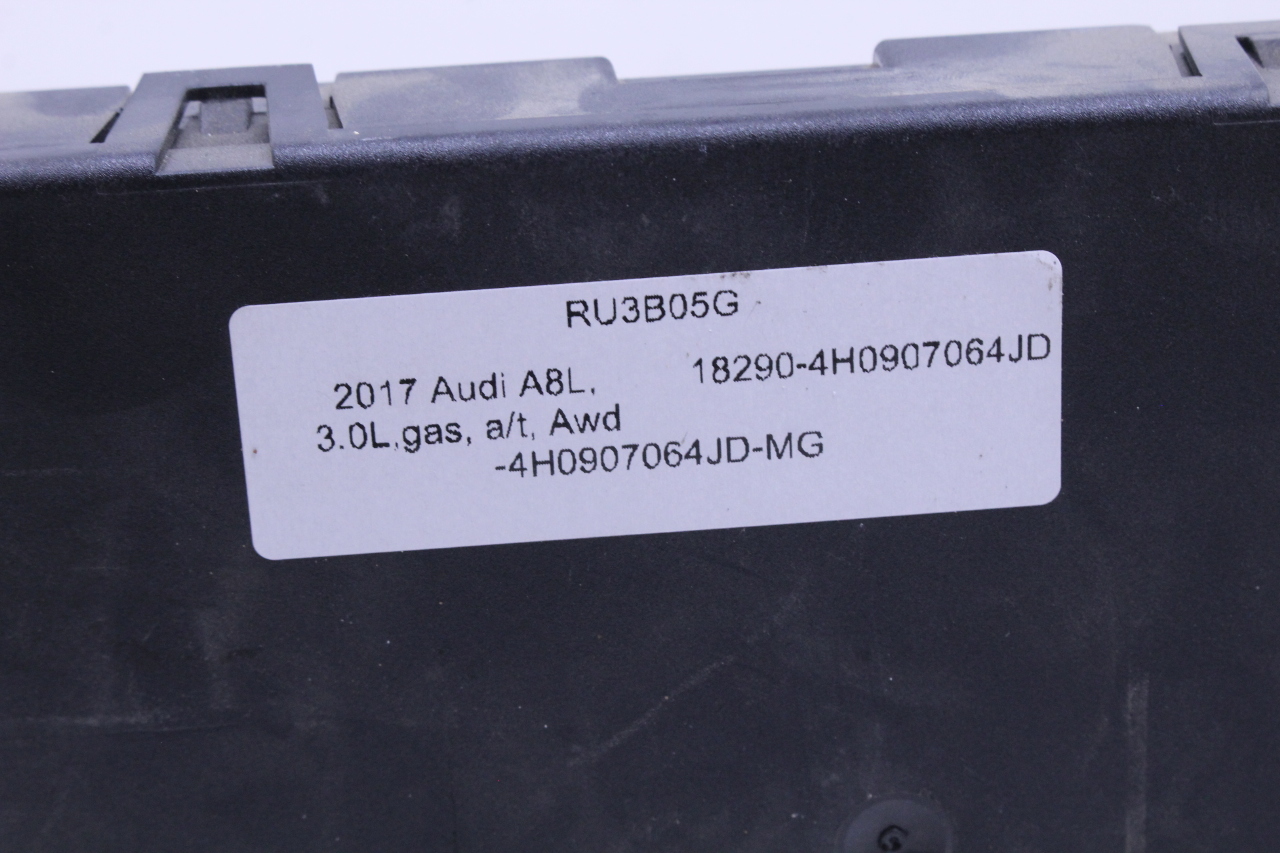 RU3B05G
2017 Audi A8L, 18290-4H0907064JD
3.0L,gas, a/t, Awd
-4H0907064JD-MG